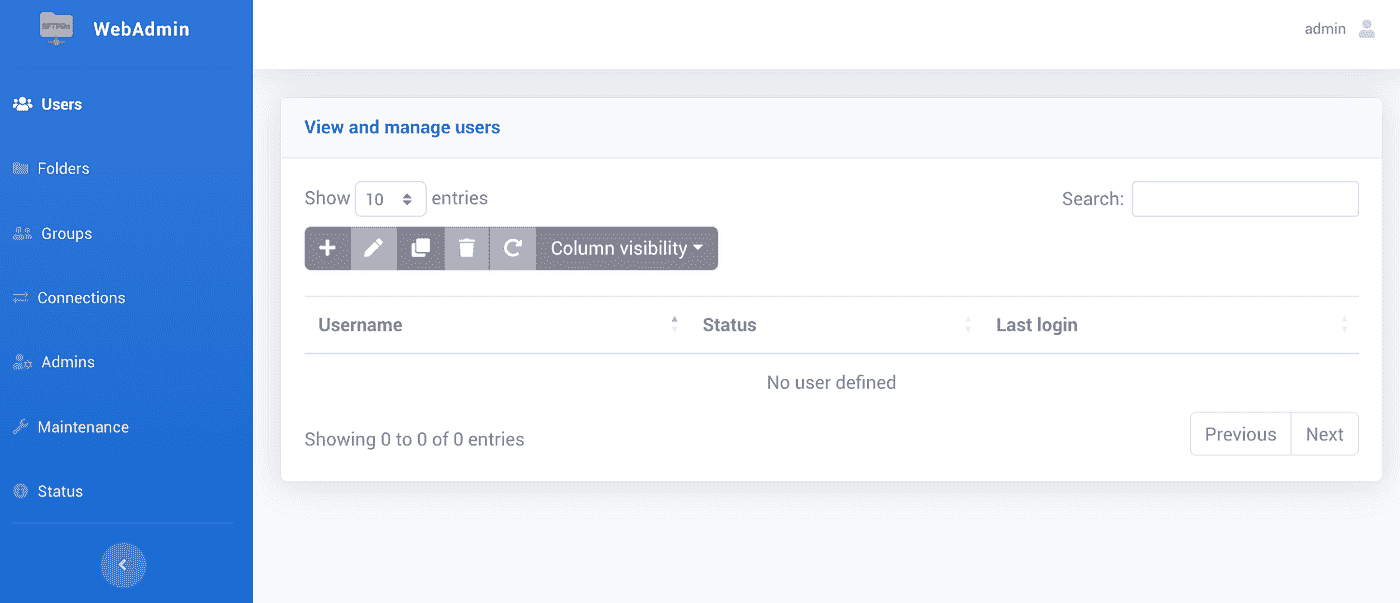 SFTPGo
WebAdmin
admin
Users
Folders
Groups
Connections
Admins
Maintenance
Status
View and manage users
Show 10 entries
Search:
Column visibility
Username Status Last login
No user defined
Showing 0 to 0 of 0 entries
Previous Next